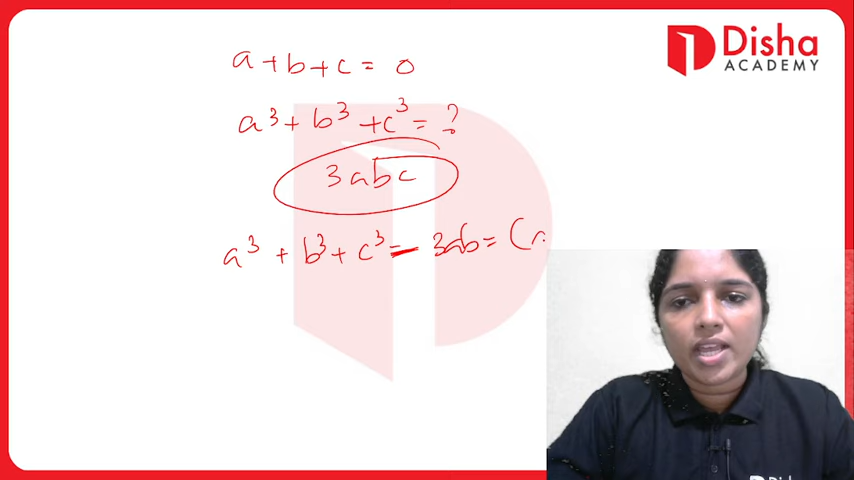 Disha
ACADEMY
a + b + c = 0
a³ + b³ + c³ = ?
3abc
a³ + b³ + c³ - 3ab = (